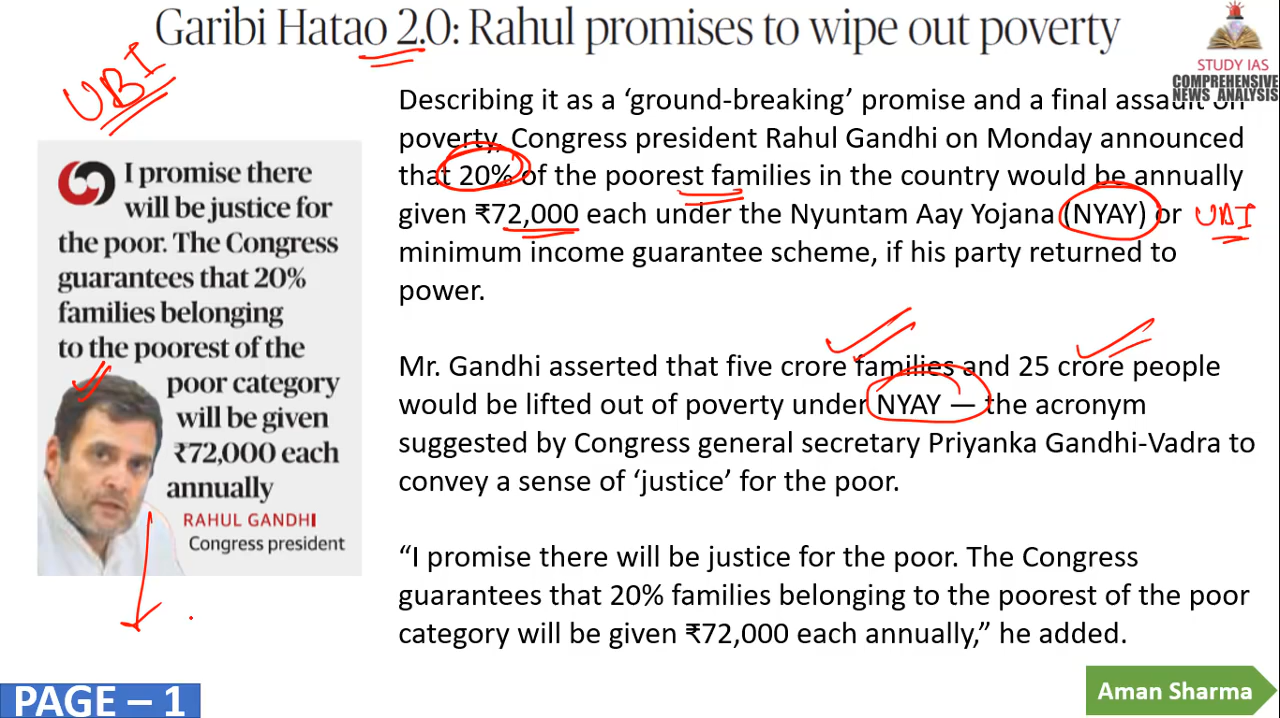 Garibi Hatao 2.0: Rahul promises to wipe out poverty
STUDY IAS
COMPREHENSIVE
NEWS ANALYSIS
UBI
I promise there
will be justice for
the poor. The Congress
guarantees that 20%
families belonging
to the poorest of the
poor category
will be given
₹72,000 each
annually
RAHUL GANDHI
Congress president
Describing it as a ‘ground-breaking’ promise and a final assault on
poverty, Congress president Rahul Gandhi on Monday announced
that 20% of the poorest families in the country would be annually
given ₹72,000 each under the Nyuntam Aay Yojana (NYAY) or UBI
minimum income guarantee scheme, if his party returned to
power.
Mr. Gandhi asserted that five crore families and 25 crore people
would be lifted out of poverty under NYAY — the acronym
suggested by Congress general secretary Priyanka Gandhi-Vadra to
convey a sense of ‘justice’ for the poor.
“I promise there will be justice for the poor. The Congress
guarantees that 20% families belonging to the poorest of the poor
category will be given ₹72,000 each annually,” he added.
PAGE – 1
Aman Sharma